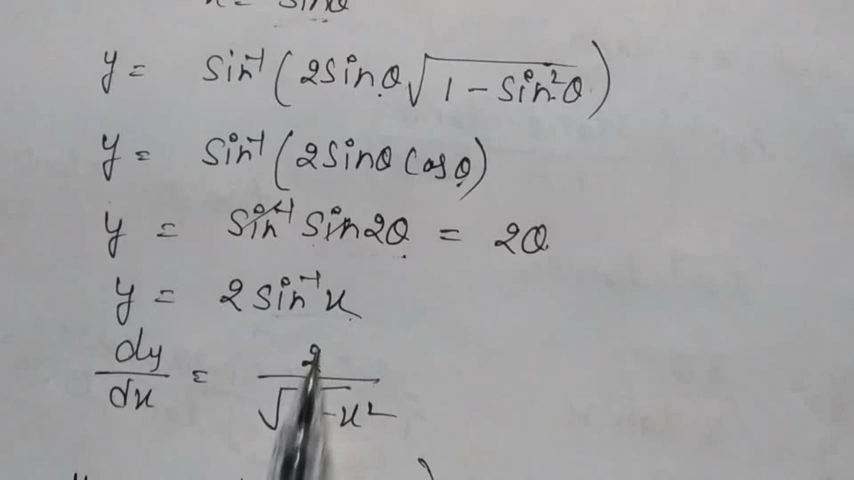 x = sinθ
y = sin⁻¹(2sinθ√(1 - sin²θ))
y = sin⁻¹(2sinθ cosθ)
y = sin⁻¹ sin2θ = 2θ
y = 2 sin⁻¹x
dy/dx = 2/√ -x²